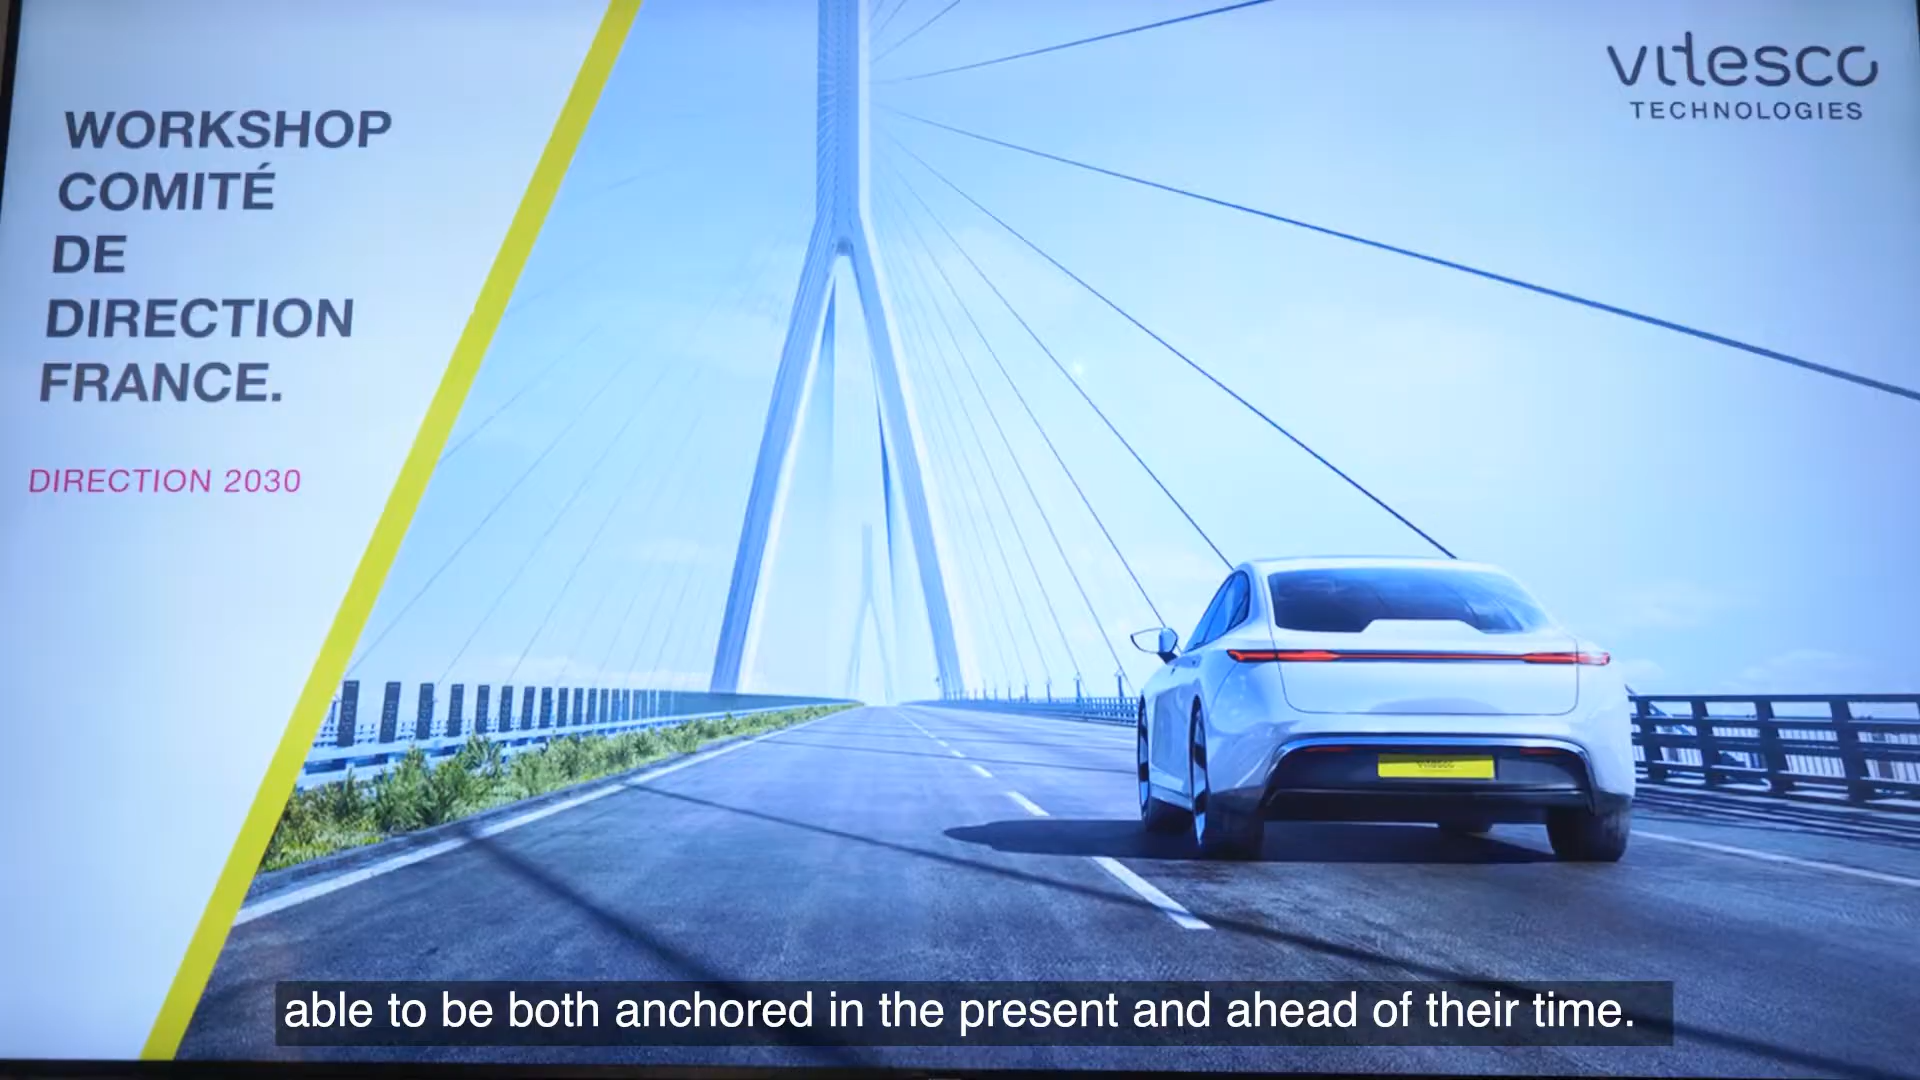 WORKSHOP
COMITÉ
DE
DIRECTION
FRANCE.
DIRECTION 2030
vitesco
TECHNOLOGIES
vitesco
able to be both anchored in the present and ahead of their time.